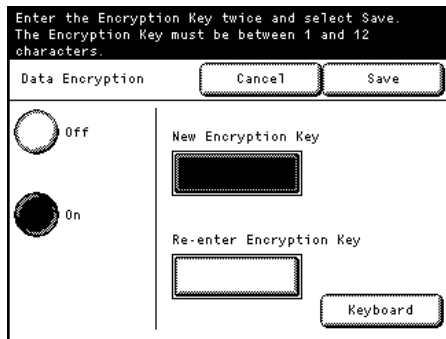 Enter the Encryption Key twice and select Save.
The Encryption Key must be between 1 and 12
characters.
Data Encryption
Cancel
Save
Off
On
New Encryption Key
Re-enter Encryption Key
Keyboard